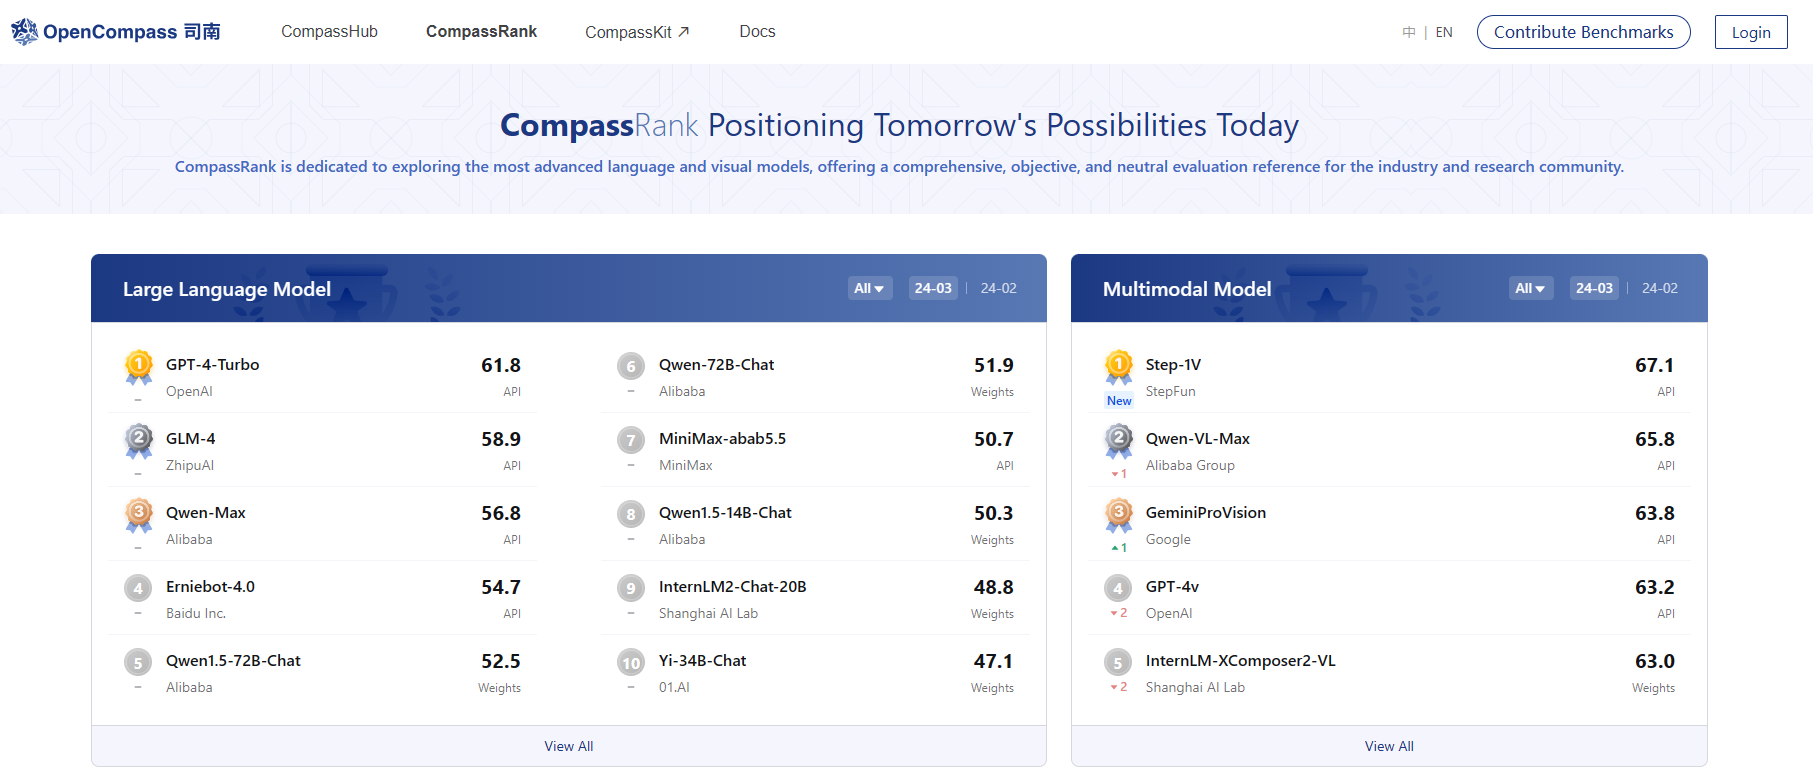 OpenCompass 司南
CompassHub
CompassRank
CompassKit ↗
Docs
中 | EN
Contribute Benchmarks
Login
CompassRank Positioning Tomorrow's Possibilities Today
CompassRank is dedicated to exploring the most advanced language and visual models, offering a comprehensive, objective, and neutral evaluation reference for the industry and research community.
Large Language Model
All
24-03 | 24-02
1
GPT-4-Turbo
61.8
–
OpenAI
API
2
GLM-4
58.9
–
ZhipuAI
API
3
Qwen-Max
56.8
–
Alibaba
API
4
Erniebot-4.0
54.7
–
Baidu Inc.
API
5
Qwen1.5-72B-Chat
52.5
–
Alibaba
Weights
6
Qwen-72B-Chat
51.9
–
Alibaba
Weights
7
MiniMax-abab5.5
50.7
–
MiniMax
API
8
Qwen1.5-14B-Chat
50.3
–
Alibaba
Weights
9
InternLM2-Chat-20B
48.8
–
Shanghai AI Lab
Weights
10
Yi-34B-Chat
47.1
–
01.AI
Weights
View All
Multimodal Model
All
24-03 | 24-02
1
Step-1V
67.1
New
StepFun
API
2
Qwen-VL-Max
65.8
1
Alibaba Group
API
3
GeminiProVision
63.8
1
Google
API
4
GPT-4v
63.2
2
OpenAI
API
5
InternLM-XComposer2-VL
63.0
2
Shanghai AI Lab
Weights
View All